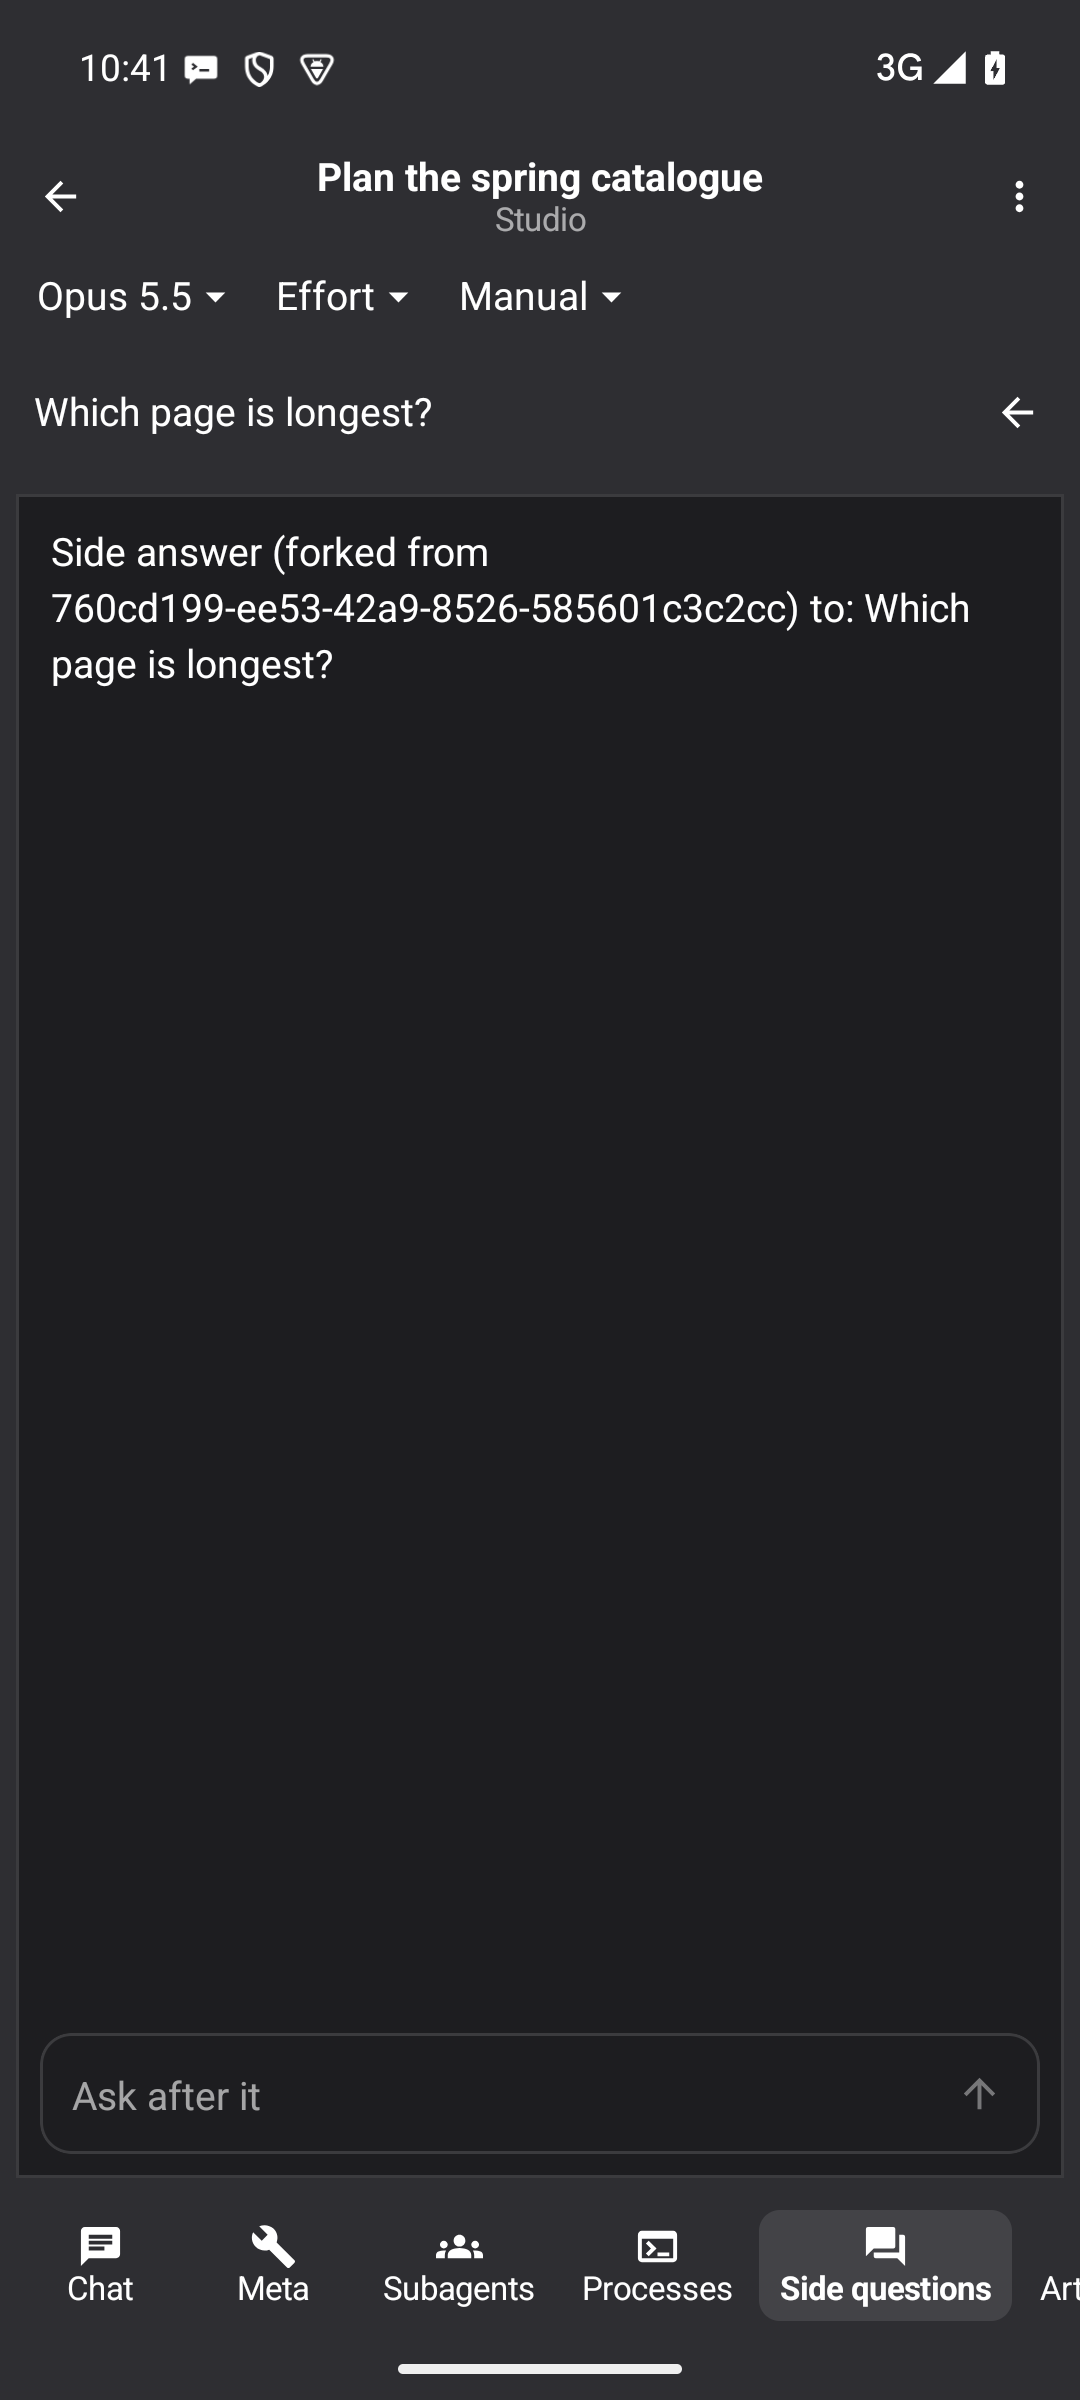 10:41
3G
Plan the spring catalogue
Studio
Opus 5.5
Effort
Manual
Which page is longest?
Side answer (forked from
760cd199-ee53-42a9-8526-585601c3c2cc) to: Which
page is longest?
Ask after it
Chat
Meta
Subagents
Processes
Side questions
Art